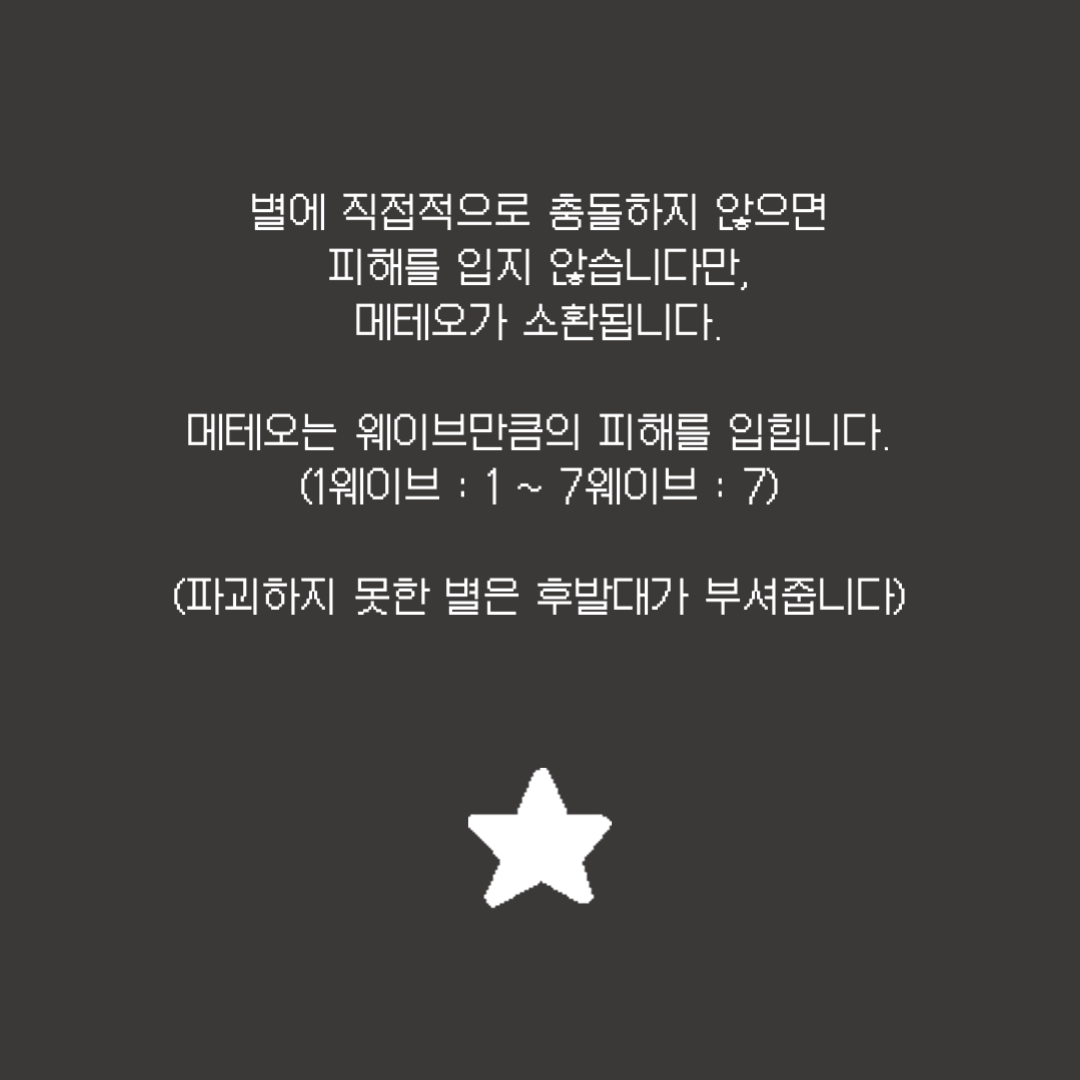 별에 직접적으로 충돌하지 않으면
피해를 입지 않습니다만,
메테오가 소환됩니다.
메테오는 웨이브만큼의 피해를 입힙니다.
(1웨이브 : 1 ~ 7웨이브 : 7)
(파괴하지 못한 별은 후발대가 부셔줍니다)